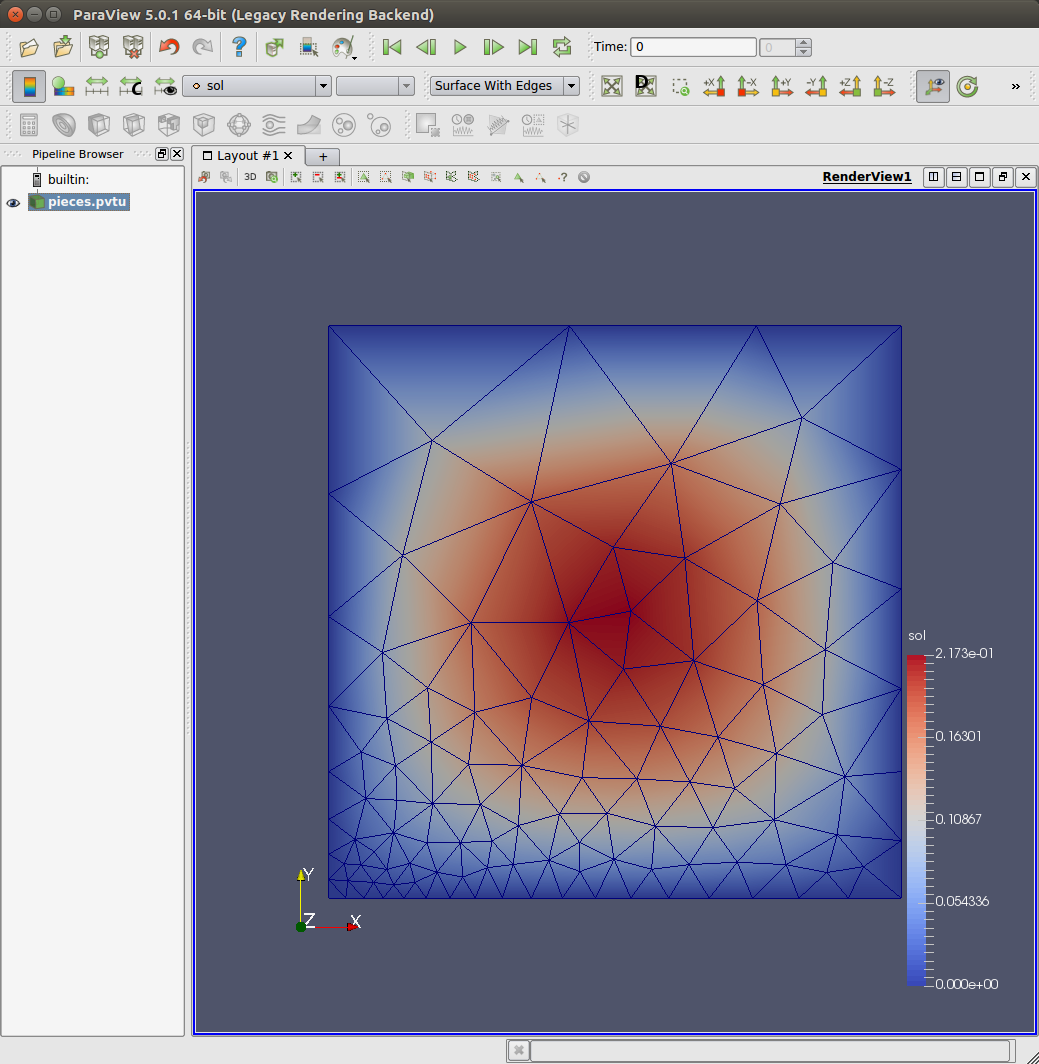 ParaView 5.0.1 64-bit (Legacy Rendering Backend)
Time: 0 0
sol Surface With Edges
+X -X +Y -Y +Z -Z »
Pipeline Browser
Layout #1 +
3D RenderView1
builtin:
pieces.pvtu
sol
2.173e-01
0.16301
0.10867
0.054336
0.000e+00
Y
Z X